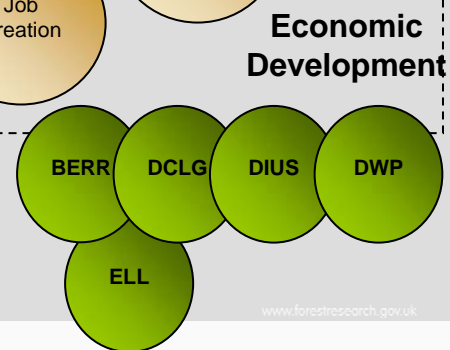 Job
reation
Economic
Development
BERR DCLG DIUS DWP
ELL
www.forestresearch.gov.uk